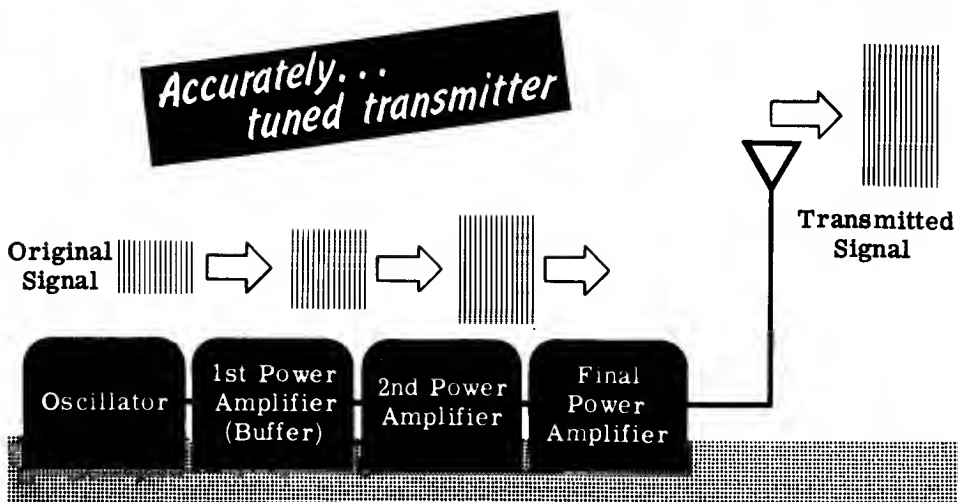 Accurately...
tuned transmitter
Original
Signal
Transmitted
Signal
Oscillator
1st Power
Amplifier
(Buffer)
2nd Power
Amplifier
Final
Power
Amplifier